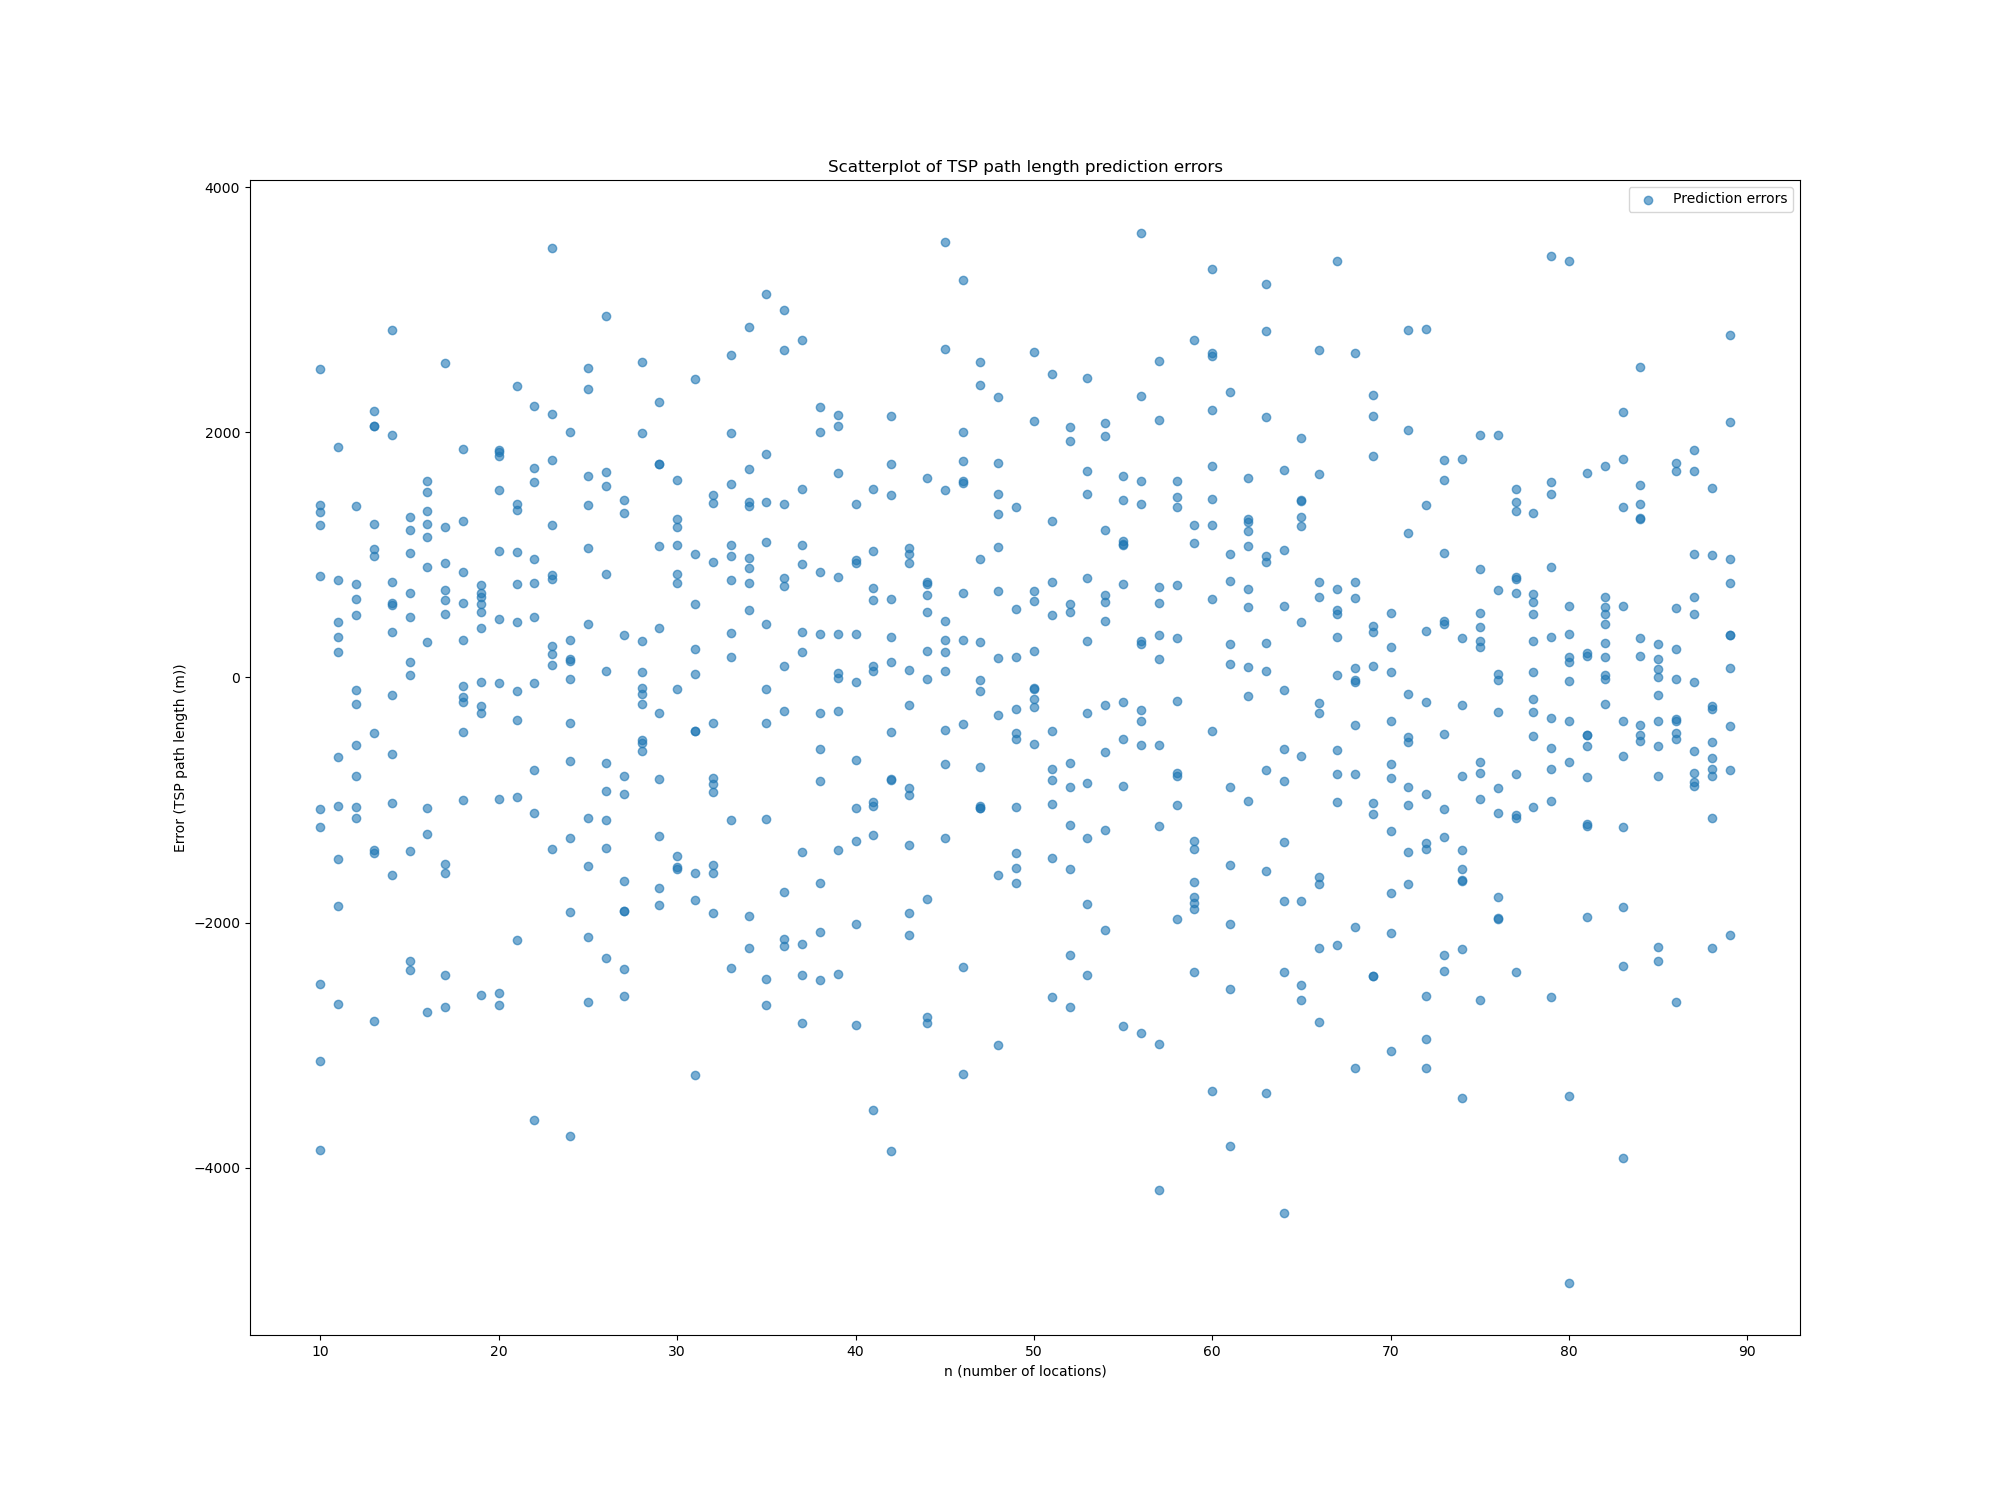 Scatterplot of TSP path length prediction errors
Prediction errors
4000
2000
0
−2000
−4000
Error (TSP path length (m))
10 20 30 40 50 60 70 80 90
n (number of locations)